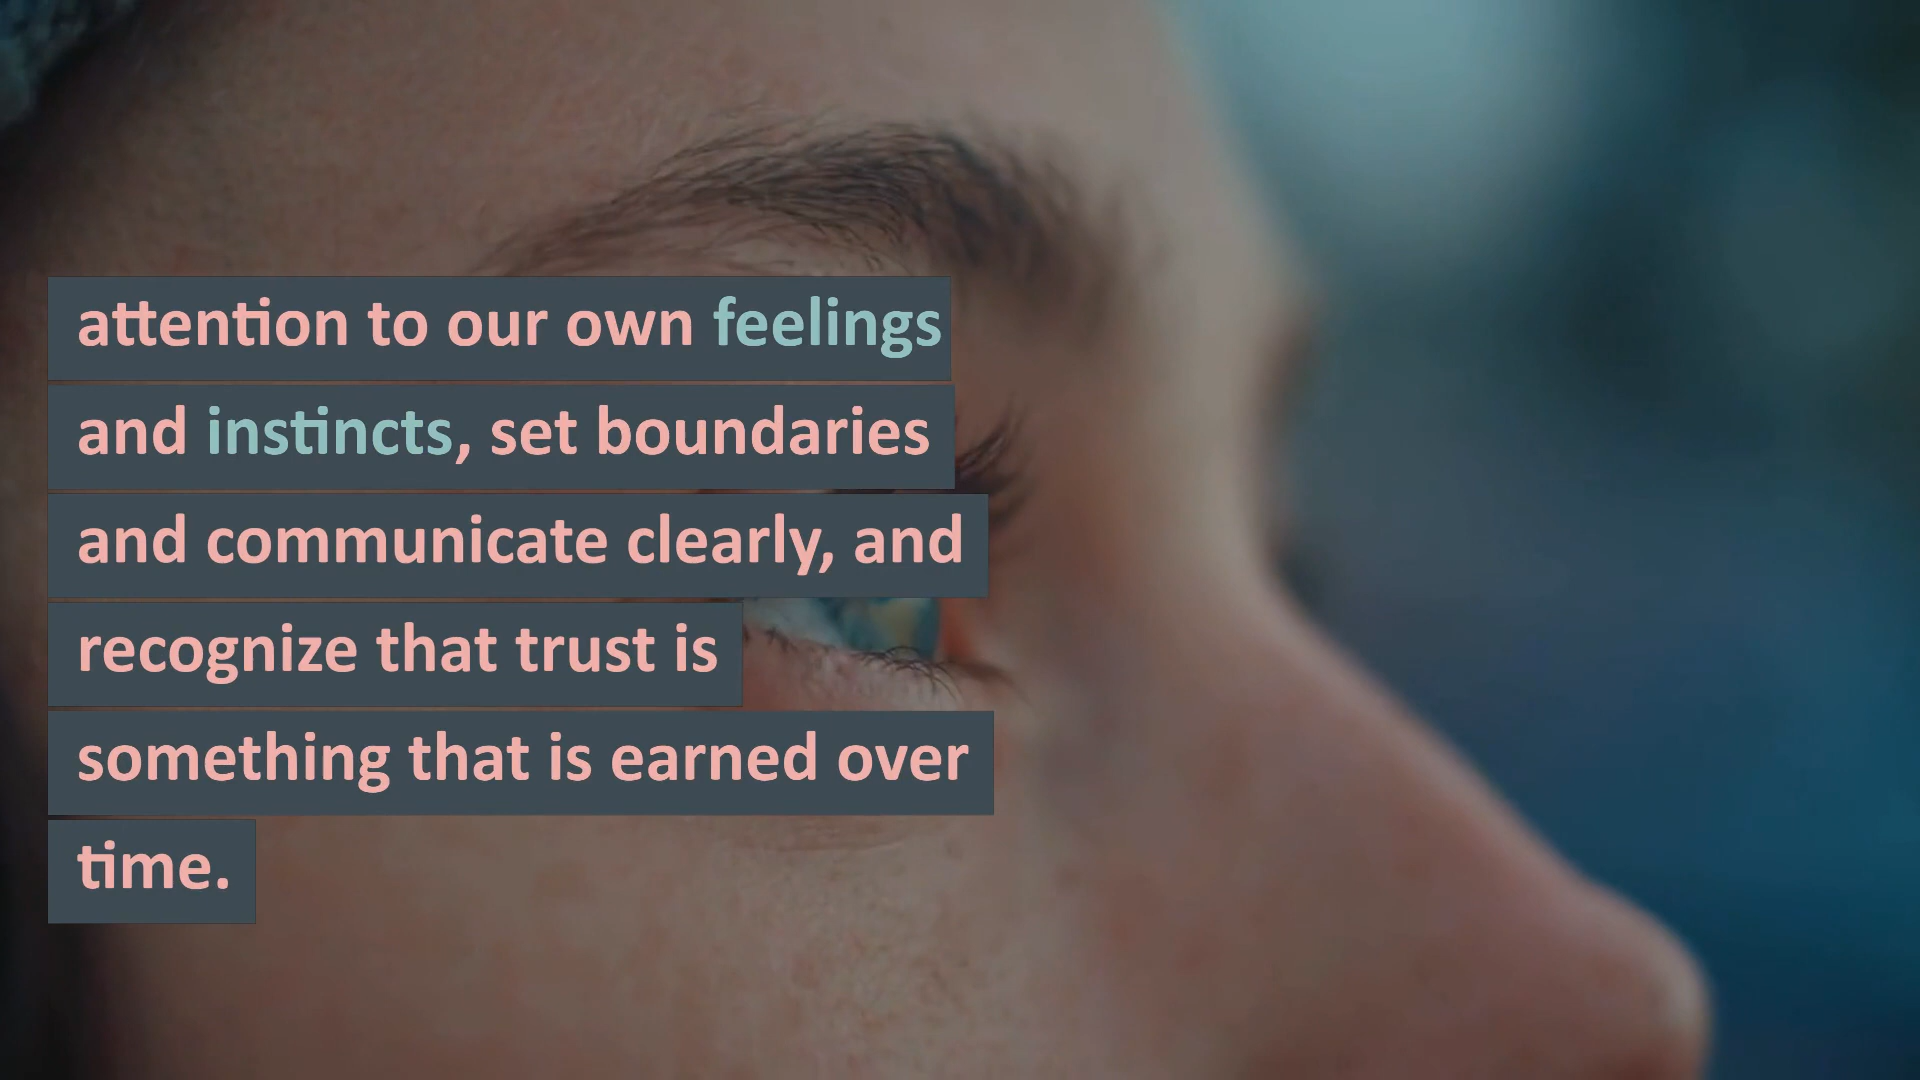 attention to our own feelings
and instincts, set boundaries
and communicate clearly, and
recognize that trust is
something that is earned over
time.